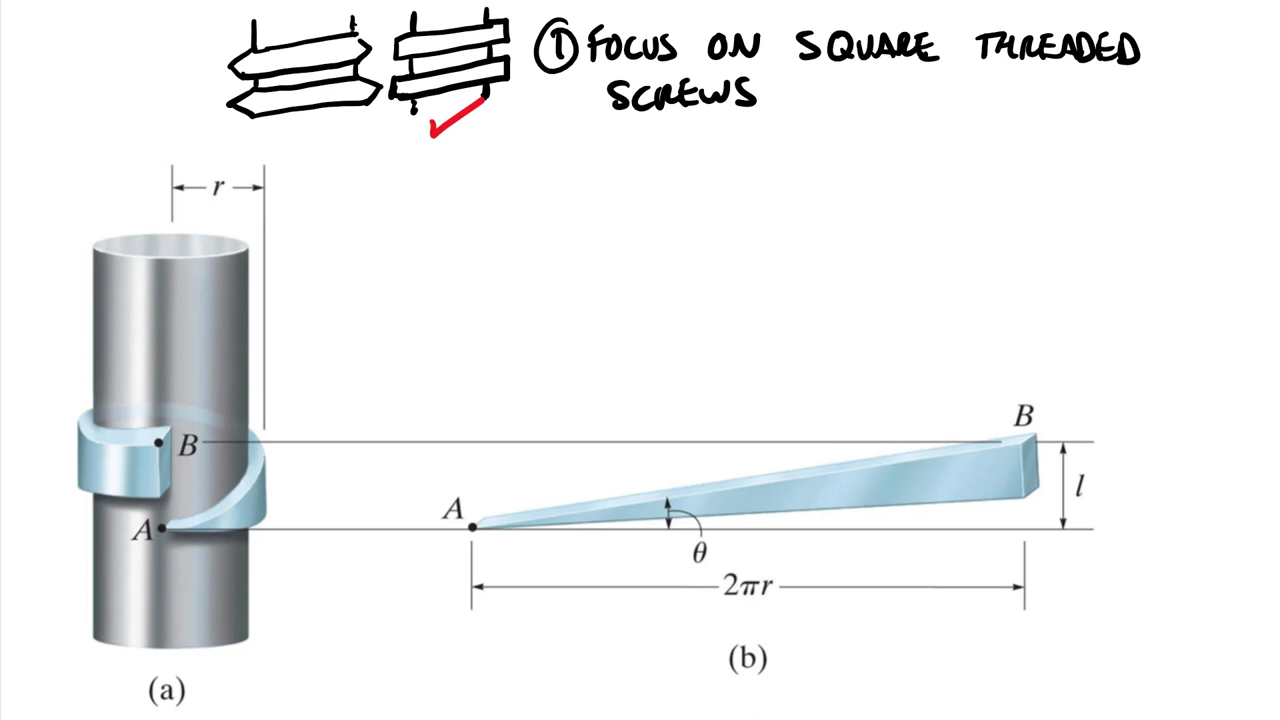 ① FOCUS ON SQUARE THREADED
SCREWS
r
B
A
(a)
A
B
l
θ
2πr
(b)